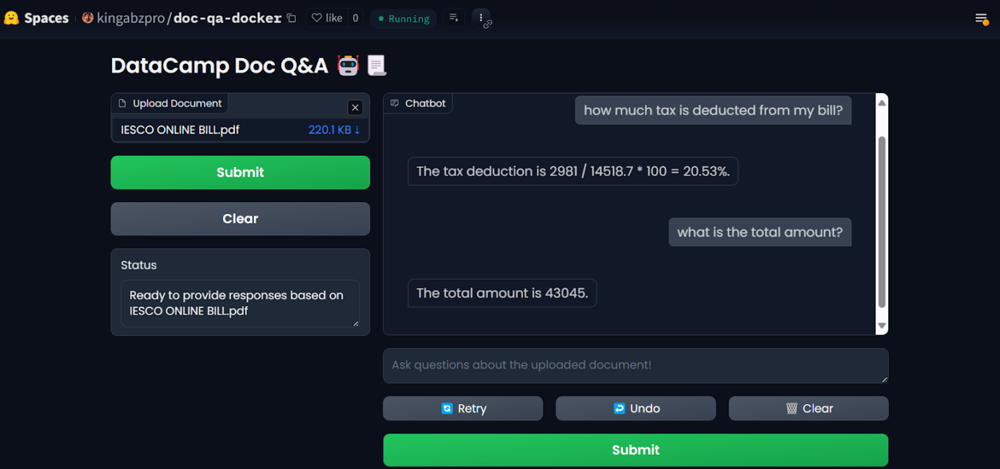 Spaces kingabzpro/doc-qa-docker like 0 Running
DataCamp Doc Q&A
Upload Document
IESCO ONLINE BILL.pdf 220.1 KB ↓
Submit
Clear
Status
Ready to provide responses based on
IESCO ONLINE BILL.pdf
Chatbot
how much tax is deducted from my bill?
The tax deduction is 2981 / 14518.7 * 100 = 20.53%.
what is the total amount?
The total amount is 43045.
Ask questions about the uploaded document!
Retry
Undo
Clear
Submit